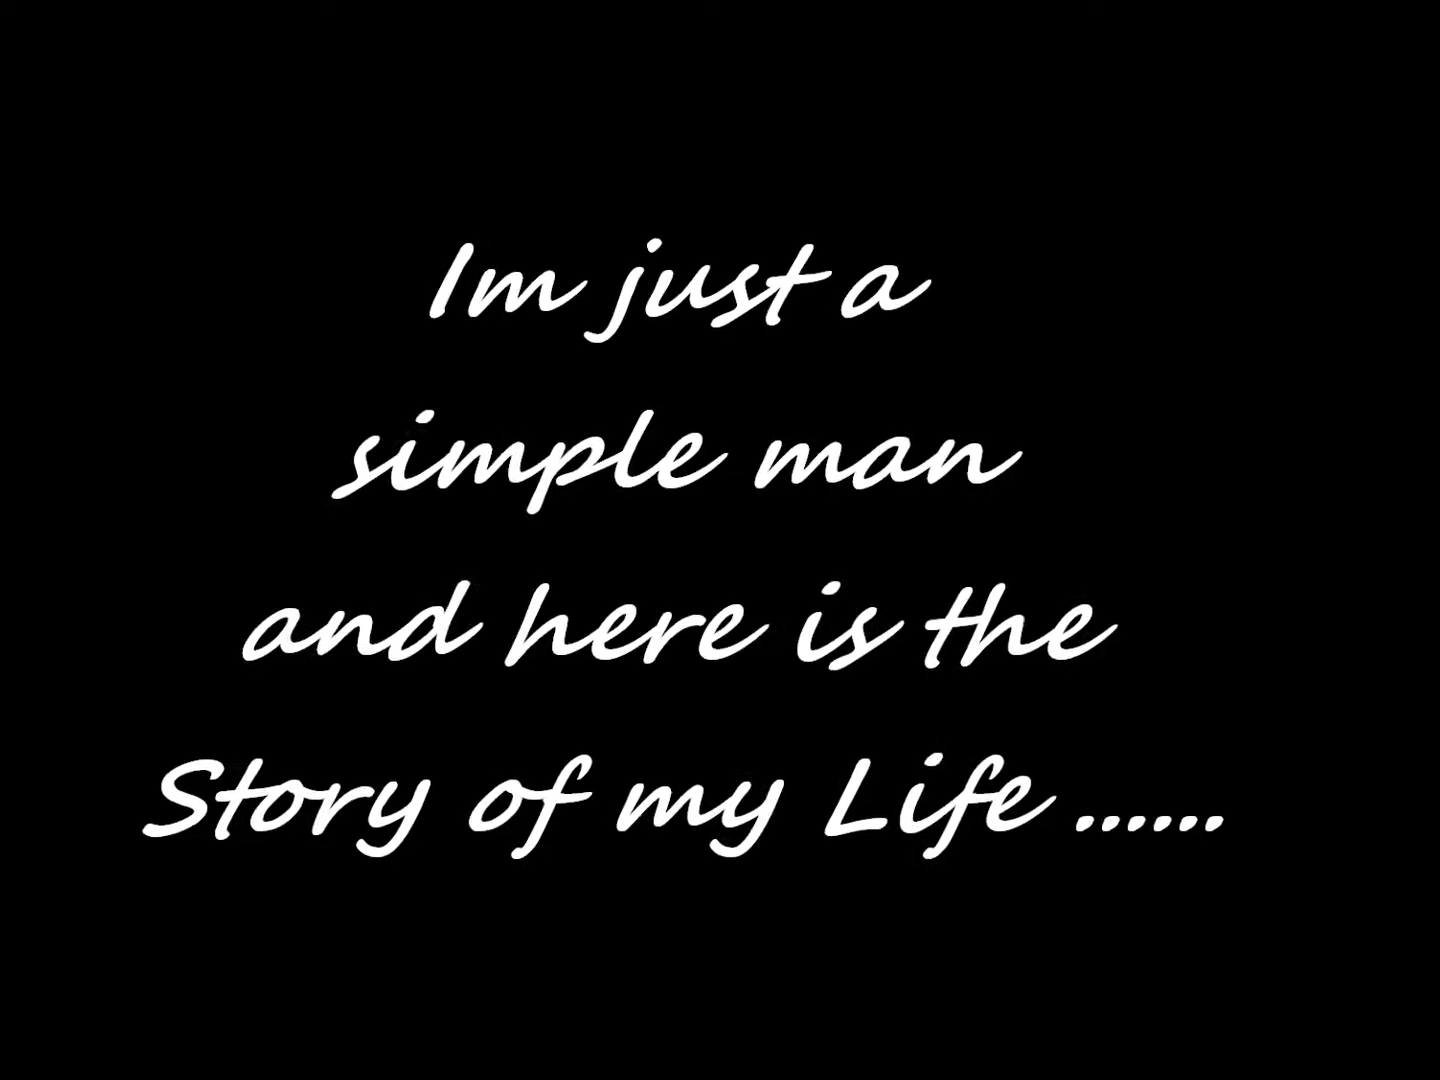 Im just a
simple man
and here is the
Story of my Life ......